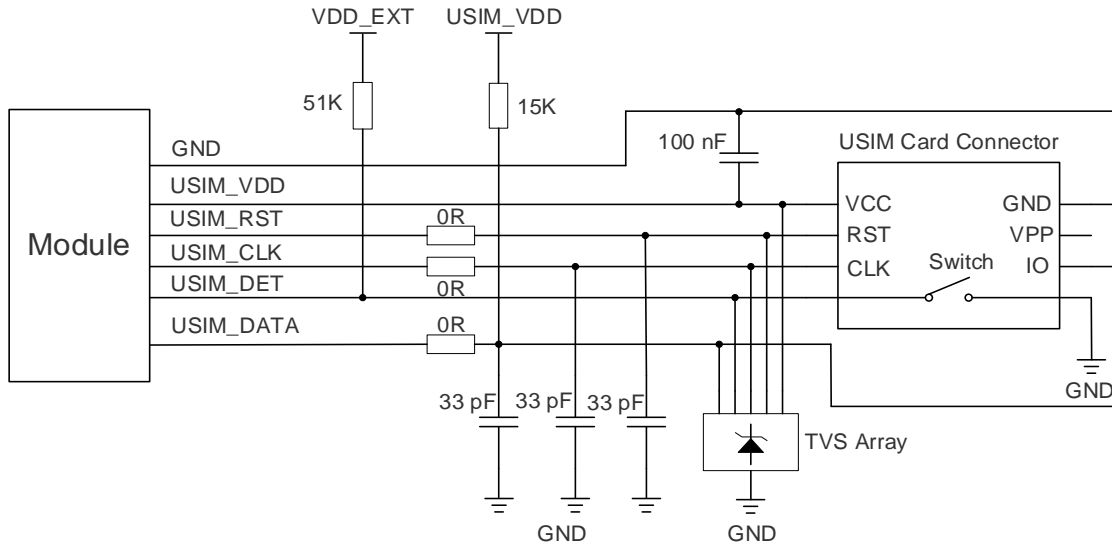 VDD_EXT USIM_VDD
51K 15K
GND
100 nF
USIM Card Connector
USIM_VDD
VCC GND
USIM_RST 0R
RST VPP
Module
USIM_CLK
CLK Switch IO
USIM_DET 0R
USIM_DATA 0R
GND
33 pF 33 pF 33 pF
TVS Array
GND GND